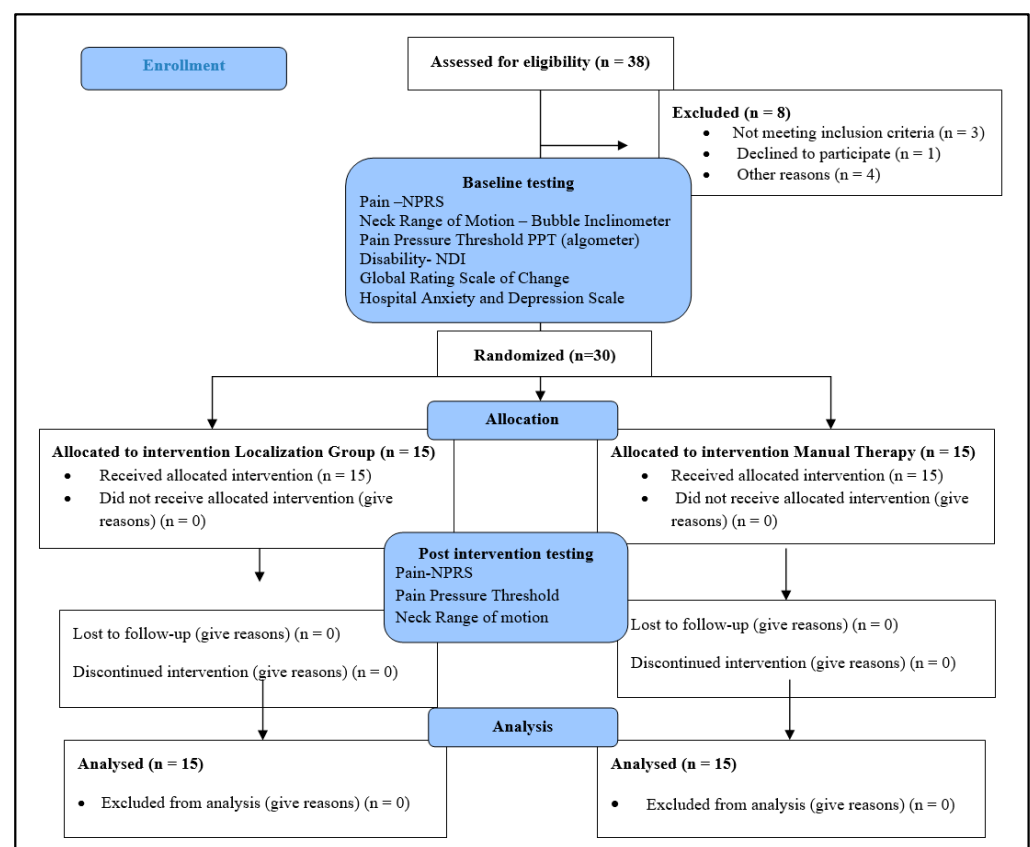 Enrollment
Assessed for eligibility (n = 38)
Excluded (n = 8)
• Not meeting inclusion criteria (n = 3)
• Declined to participate (n = 1)
• Other reasons (n = 4)
Baseline testing
Pain –NPRS
Neck Range of Motion – Bubble Inclinometer
Pain Pressure Threshold PPT (algometer)
Disability- NDI
Global Rating Scale of Change
Hospital Anxiety and Depression Scale
Randomized (n=30)
Allocation
Allocated to intervention Localization Group (n = 15)
• Received allocated intervention (n = 15)
• Did not receive allocated intervention (give
reasons) (n = 0)
Allocated to intervention Manual Therapy (n = 15)
• Received allocated intervention (n = 15)
• Did not receive allocated intervention (give
reasons) (n = 0)
Post intervention testing
Pain-NPRS
Pain Pressure Threshold
Neck Range of motion
Lost to follow-up (give reasons) (n = 0)
Discontinued intervention (give reasons) (n = 0)
Lost to follow-up (give reasons) (n = 0)
Discontinued intervention (give reasons) (n = 0)
Analysis
Analysed (n = 15)
• Excluded from analysis (give reasons) (n = 0)
Analysed (n = 15)
• Excluded from analysis (give reasons) (n = 0)